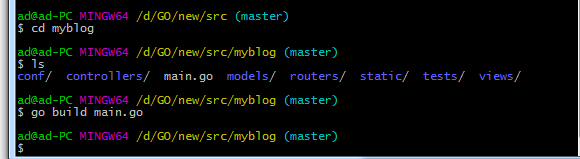 ad@ad-PC MINGW64 /d/GO/new/src (master)
$ cd myblog
ad@ad-PC MINGW64 /d/GO/new/src/myblog (master)
$ ls
conf/ controllers/ main.go models/ routers/ static/ tests/ views/
ad@ad-PC MINGW64 /d/GO/new/src/myblog (master)
$ go build main.go
ad@ad-PC MINGW64 /d/GO/new/src/myblog (master)
$